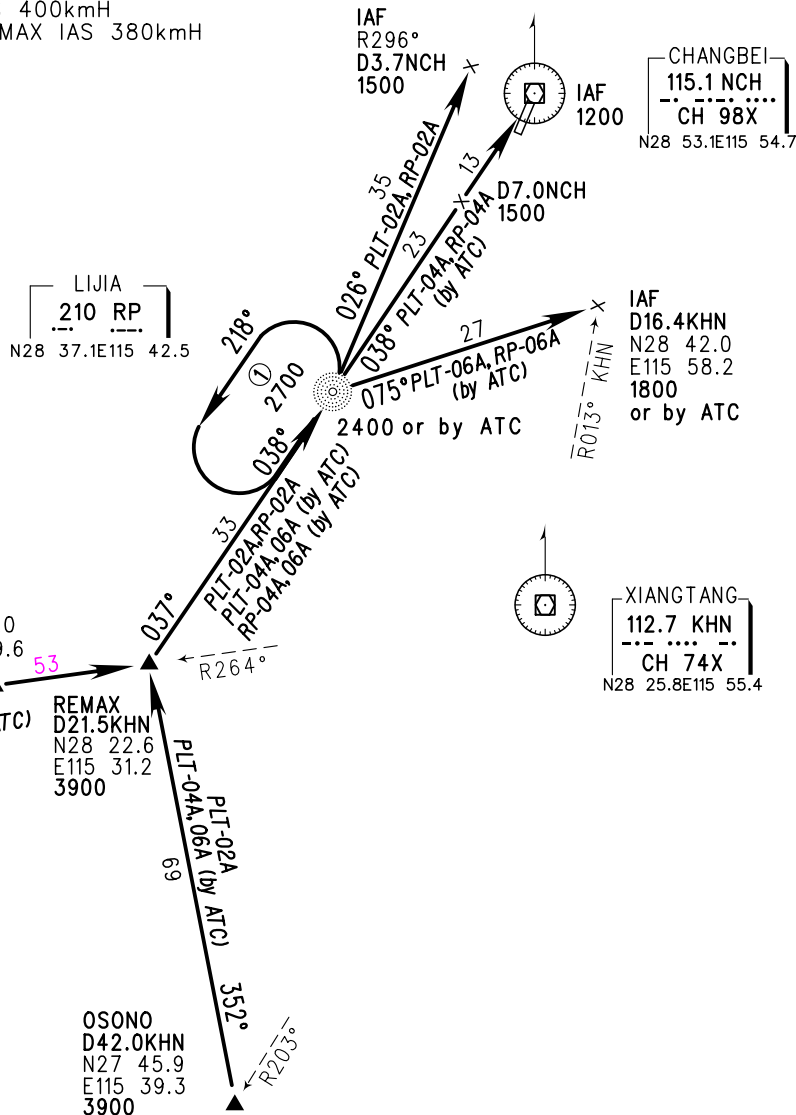 400kmH
MAX IAS 380kmH
IAF
R296°
D3.7NCH
1500
IAF
1200
CHANGBEI
115.1 NCH
CH 98X
N28 53.1E115 54.7
35
026° PLT-02A, RP-02A
13
D7.0NCH
1500
23
038° PLT-04A, RP-04A
(by ATC)
LIJIA
210 RP
N28 37.1E115 42.5
218°
1
2700
038°
27
075° PLT-06A, RP-06A
(by ATC)
2400 or by ATC
IAF
D16.4KHN
N28 42.0
E115 58.2
1800
or by ATC
R013° KHN
33
037°
PLT-02A,RP-02A
PLT-04A, 06A (by ATC)
RP-04A, 06A (by ATC)
XIANGTANG
112.7 KHN
CH 74X
N28 25.8E115 55.4
0
9.6
53
TC)
R264°
REMAX
D21.5KHN
N28 22.6
E115 31.2
3900
PLT-02A
PLT-04A, 06A (by ATC)
69
352°
OSONO
D42.0KHN
N27 45.9
E115 39.3
3900
R203°